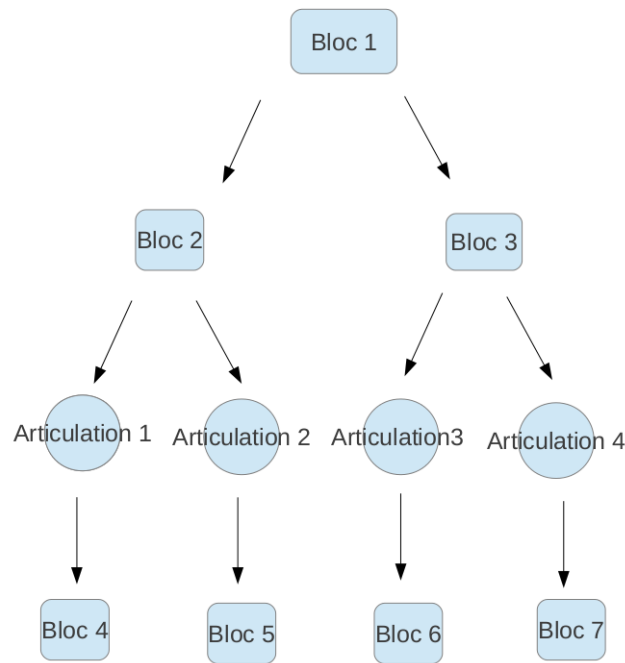 Bloc 1
Bloc 2
Bloc 3
Articulation 1
Articulation 2
Articulation3
Articulation 4
Bloc 4
Bloc 5
Bloc 6
Bloc 7